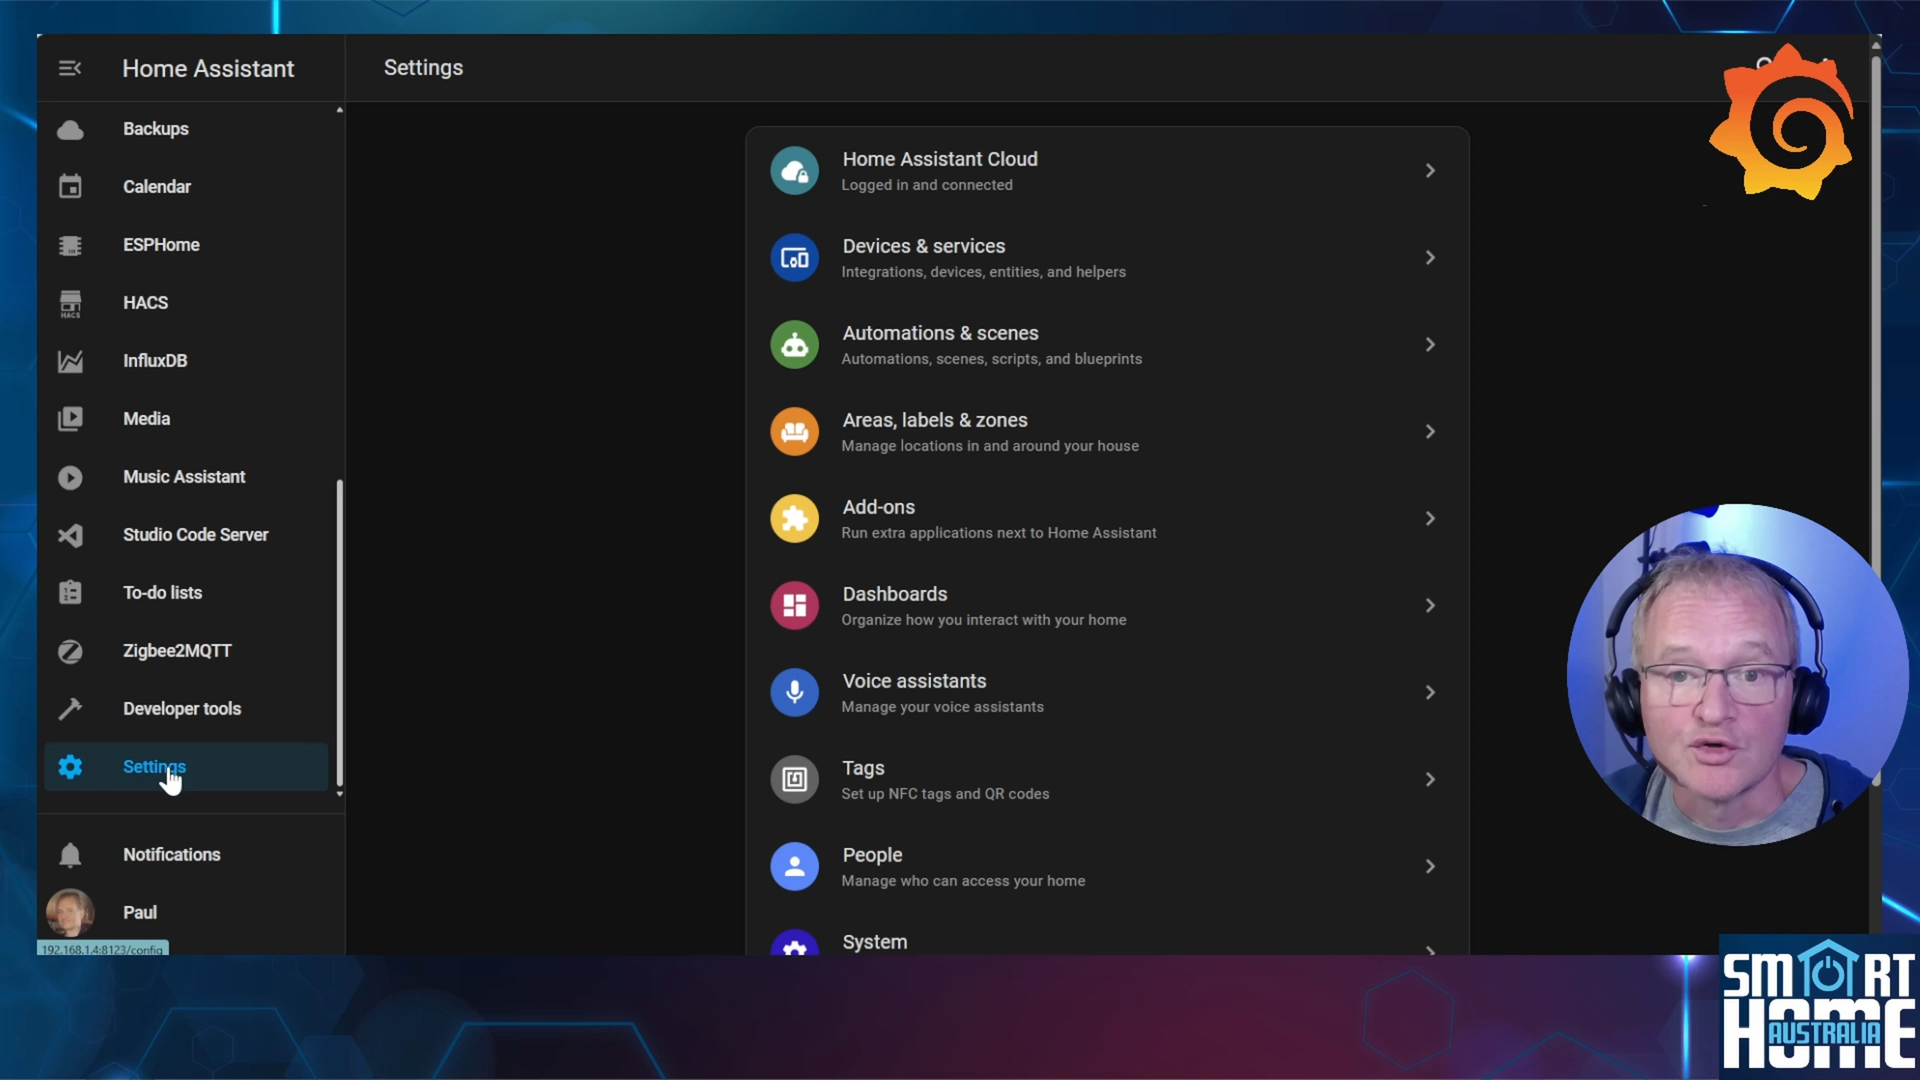 Home Assistant
Settings
Backups
Calendar
ESPHome
HACS
HACS
InfluxDB
Media
Music Assistant
Studio Code Server
To-do lists
Zigbee2MQTT
Developer tools
Settings
Notifications
Paul
192.168.1.4:8123/config
Home Assistant Cloud
Logged in and connected
Devices & services
Integrations, devices, entities, and helpers
Automations & scenes
Automations, scenes, scripts, and blueprints
Areas, labels & zones
Manage locations in and around your house
Add-ons
Run extra applications next to Home Assistant
Dashboards
Organize how you interact with your home
Voice assistants
Manage your voice assistants
Tags
Set up NFC tags and QR codes
People
Manage who can access your home
System
SMART
HOME
AUSTRALIA